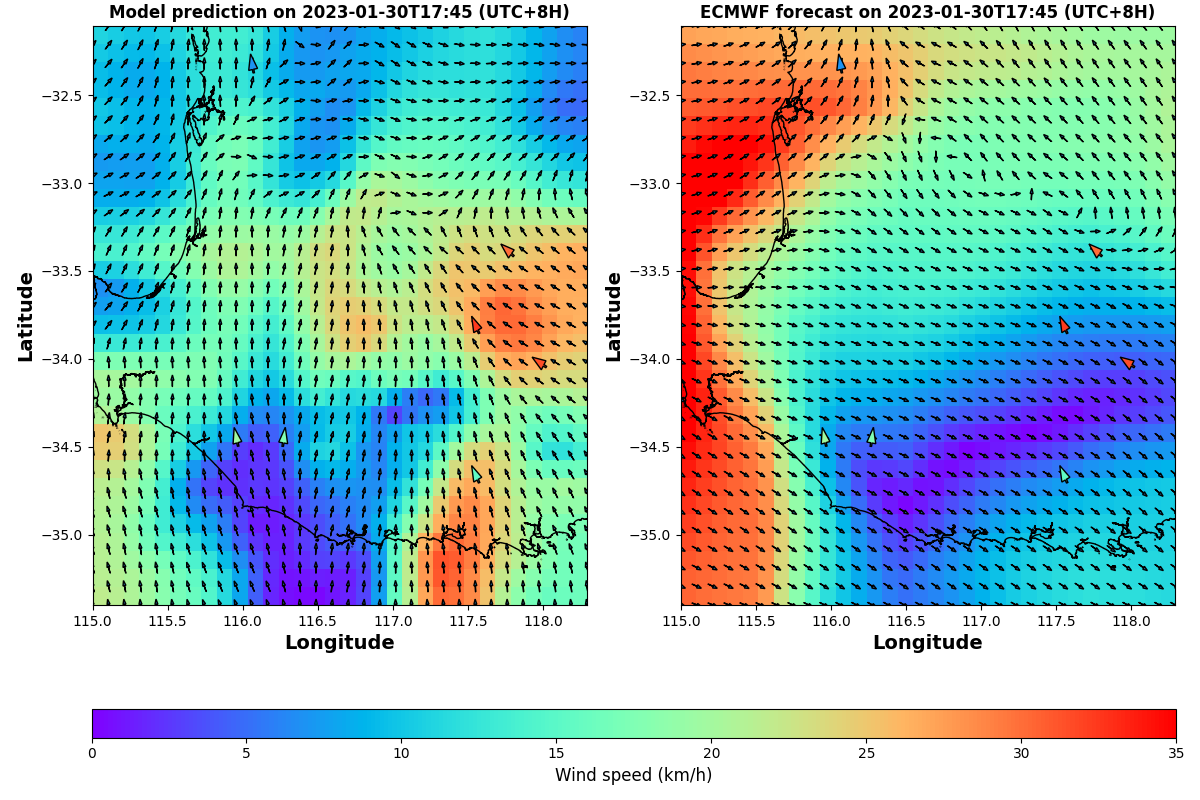 Model prediction on 2023-01-30T17:45 (UTC+8H)
ECMWF forecast on 2023-01-30T17:45 (UTC+8H)
Latitude
−32.5
−33.0
−33.5
−34.0
−34.5
−35.0
115.0 115.5 116.0 116.5 117.0 117.5 118.0
Longitude
Latitude
−32.5
−33.0
−33.5
−34.0
−34.5
−35.0
115.0 115.5 116.0 116.5 117.0 117.5 118.0
Longitude
0 5 10 15 20 25 30 35
Wind speed (km/h)